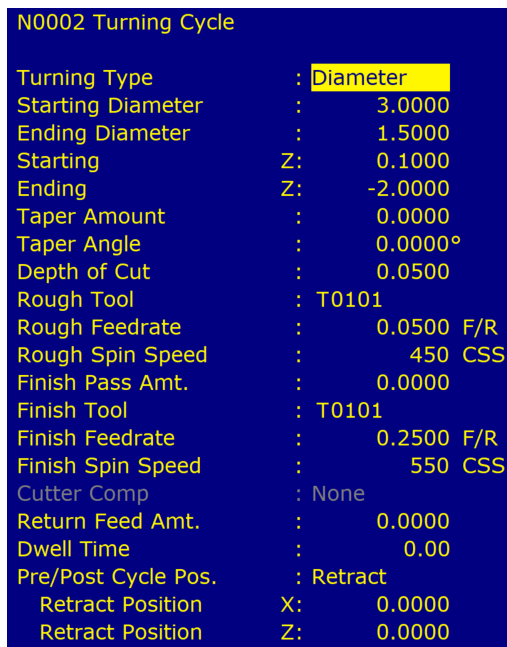 N0002 Turning Cycle
Turning Type : Diameter
Starting Diameter : 3.0000
Ending Diameter : 1.5000
Starting Z: 0.1000
Ending Z: -2.0000
Taper Amount : 0.0000
Taper Angle : 0.0000°
Depth of Cut : 0.0500
Rough Tool : T0101
Rough Feedrate : 0.0500 F/R
Rough Spin Speed : 450 CSS
Finish Pass Amt. : 0.0000
Finish Tool : T0101
Finish Feedrate : 0.2500 F/R
Finish Spin Speed : 550 CSS
Cutter Comp : None
Return Feed Amt. : 0.0000
Dwell Time : 0.00
Pre/Post Cycle Pos. : Retract
Retract Position X: 0.0000
Retract Position Z: 0.0000